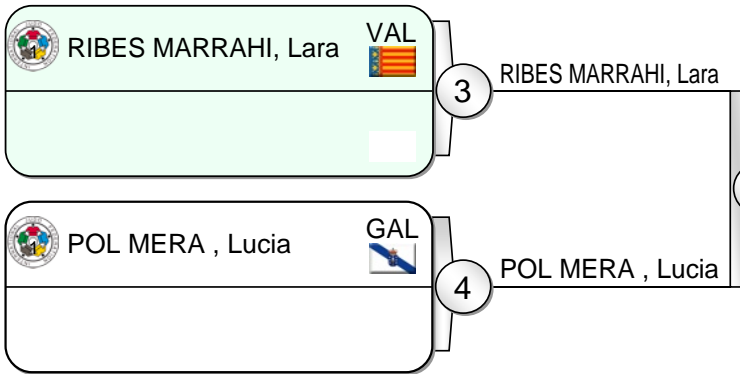 RIBES MARRAHI, Lara VAL
3 RIBES MARRAHI, Lara
POL MERA , Lucia GAL
4 POL MERA , Lucia